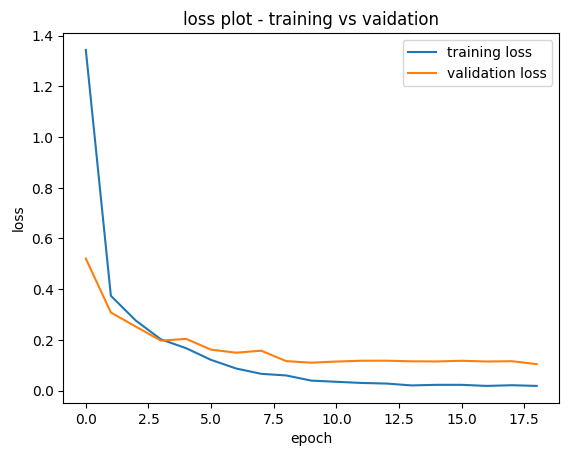 loss plot - training vs vaidation
training loss
validation loss
1.4
1.2
1.0
0.8
0.6
0.4
0.2
0.0
loss
0.0 2.5 5.0 7.5 10.0 12.5 15.0 17.5
epoch